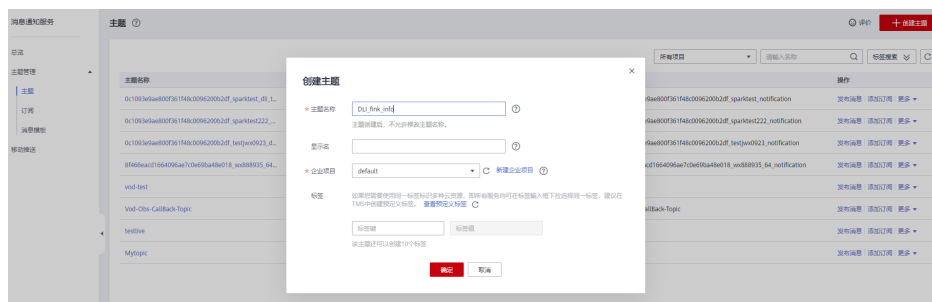 消息通知服务
主题
评价
创建主题
总览
主题管理
主题
订阅
消息模板
移动推送
所有项目
请输入名称
标签搜索
主题名称
操作
0c1093e9ae800f361f48c0096200b2df_sparktest_dli_t...
9ae800f361f48c0096200b2df_sparktest_notification
发布消息 添加订阅 更多
0c1093e9ae800f361f48c0096200b2df_sparktest222_...
9ae800f361f48c0096200b2df_sparktest222_notification
发布消息 添加订阅 更多
0c1093e9ae800f361f48c0096200b2df_testjwx0923_d...
9ae800f361f48c0096200b2df_testjwx0923_notification
发布消息 添加订阅 更多
8f466eacd1664096ae7c0e69ba48e018_wx888935_64...
cd1664096ae7c0e69ba48e018_wx888935_64_notification
发布消息 添加订阅 更多
vod-test
发布消息 添加订阅 更多
Vod-Obs-CallBack-Topic
allBack-Topic
发布消息 添加订阅 更多
testlive
发布消息 添加订阅 更多
Mytopic
发布消息 添加订阅 更多
创建主题
* 主题名称
DLI_fink_info
主题创建后，不允许修改主题名称。
显示名
* 企业项目
default
新建企业项目
标签
如果您需要使用同一标签标识多种云资源，即所有服务均可在标签输入框下拉选择同一标签，建议在
TMS中创建预定义标签。 查看预定义标签
标签键
标签值
该主题还可以创建10个标签
确定
取消